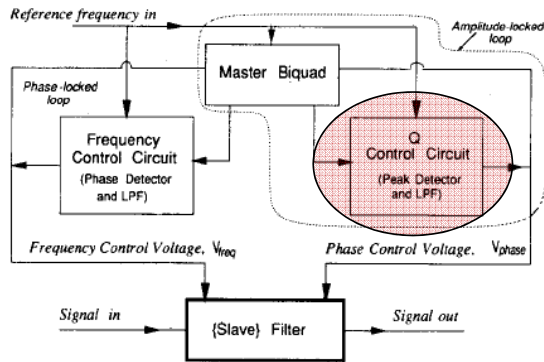 Reference frequency in
Amplitude-locked
loop
Master Biquad
Phase-locked
loop
Frequency
Control Circuit
(Phase Detector
and LPF)
Q
Control Circuit
(Peak Detector
and LPF)
Frequency Control Voltage, Vfreq
Phase Control Voltage, Vphase
Signal in
{Slave} Filter
Signal out